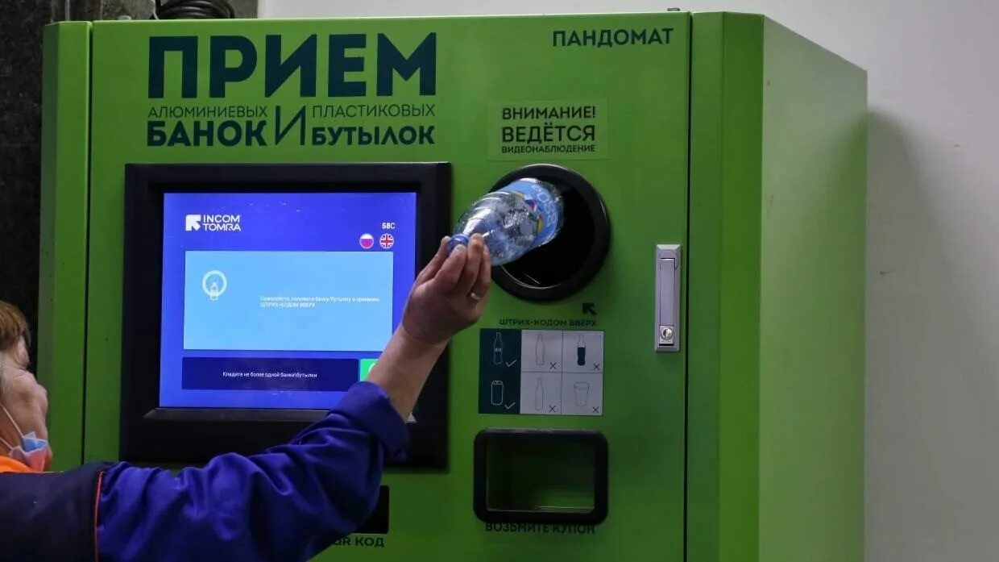 ПАНДОМАТ
ПРИЕМ
АЛЮМИНИЕВЫХ
БАНОК
И
ПЛАСТИКОВЫХ
БУТЫЛОК
ВНИМАНИЕ!
ВЕДЁТСЯ
ВИДЕОНАБЛЮДЕНИЕ
INCOM
TOMRA
58C
Пожалуйста, положите банку/бутылку в приемник,
ШТРИХ-КОДОМ ВВЕРХ
Кладите не более одной банки\бутылки
ШТРИХ-КОДОМ ВВЕРХ
ВОЗЬМИТЕ КУПОН
QR КОД